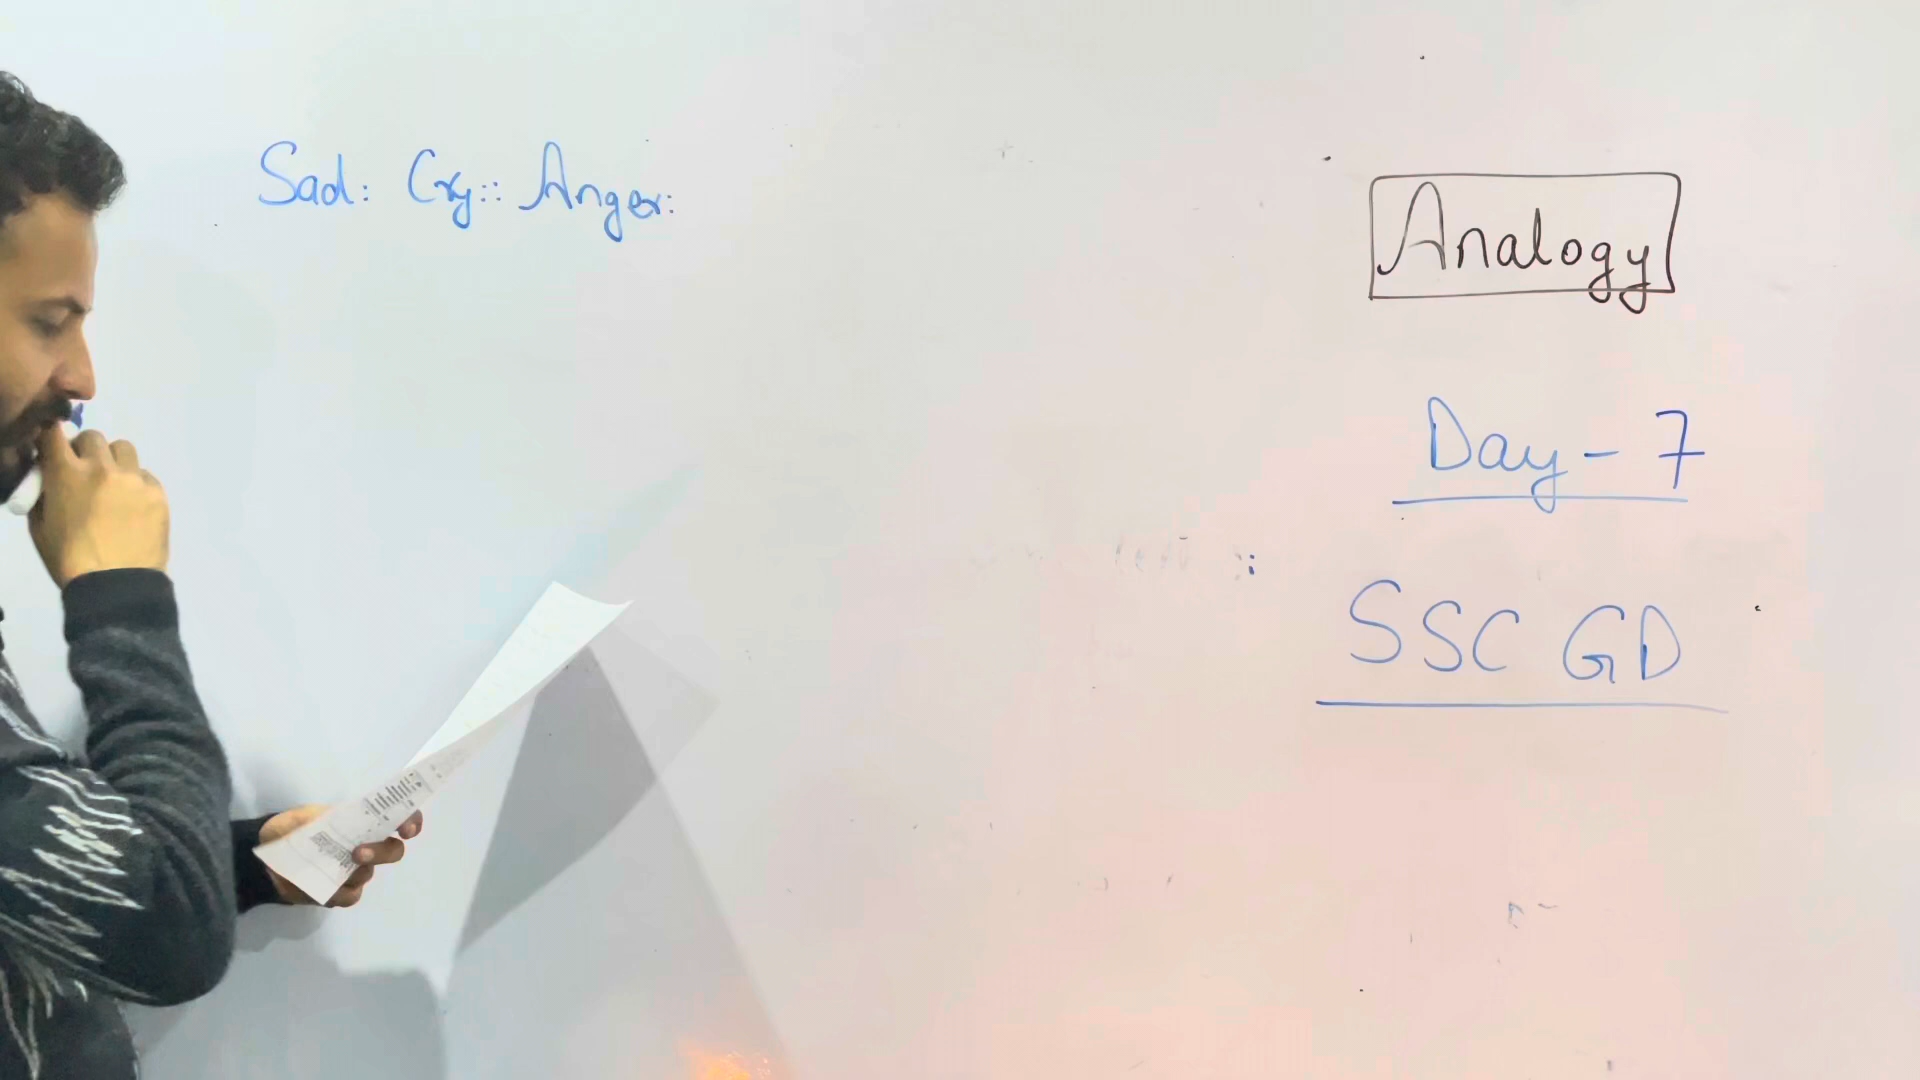 Sad: Cry:: Anger:
Analogy
Day - 7
SSC GD